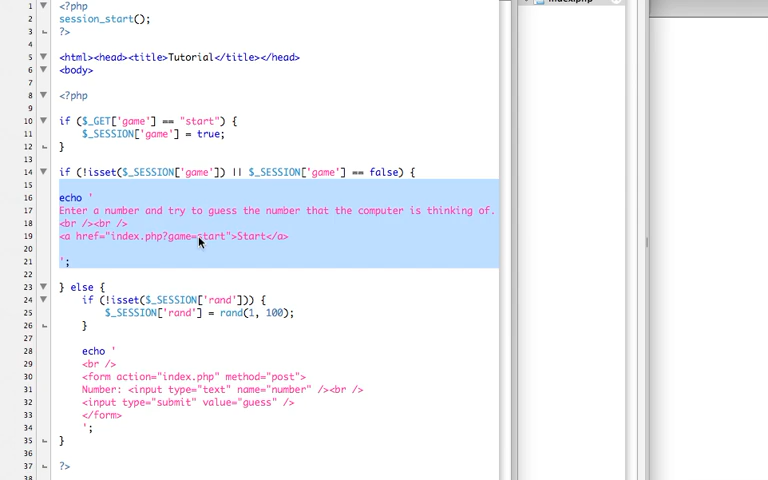 index.php
1 <?php
2 session_start();
3 ?>
4
5 <html><head><title>Tutorial</title></head>
6 <body>
7
8 <?php
9
10 if ($_GET['game'] == "start") {
11 $_SESSION['game'] = true;
12 }
13
14 if (!isset($_SESSION['game']) || $_SESSION['game'] == false) {
15
16 echo '
17 Enter a number and try to guess the number that the computer is thinking of.
18 <br /><br />
19 <a href="index.php?game=start">Start</a>
20
21 ';
22
23 } else {
24 if (!isset($_SESSION['rand'])) {
25 $_SESSION['rand'] = rand(1, 100);
26 }
27
28 echo '
29 <br />
30 <form action="index.php" method="post">
31 Number: <input type="text" name="number" /><br />
32 <input type="submit" value="guess" />
33 </form>
34 ';
35 }
36
37 ?>
38